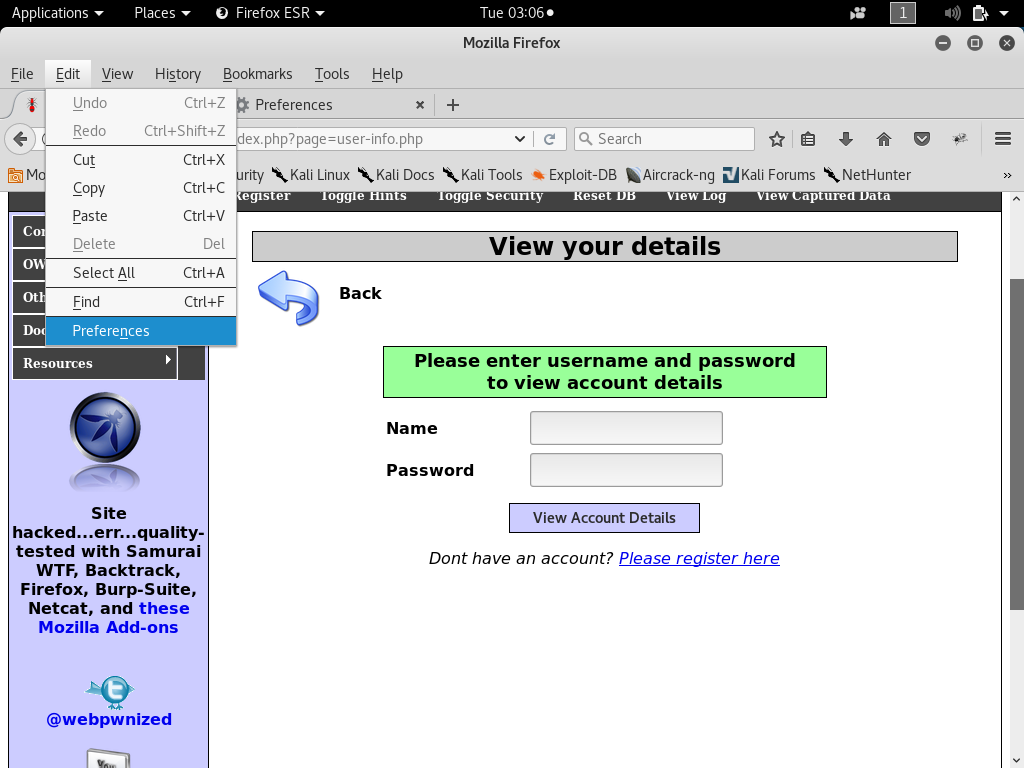 Applications Places Firefox ESR Tue 03:06 1
Mozilla Firefox
File Edit View History Bookmarks Tools Help
Preferences
dex.php?page=user-info.php Search
Mo urity Kali Linux Kali Docs Kali Tools Exploit-DB Aircrack-ng Kali Forums NetHunter »
Undo Ctrl+Z
Redo Ctrl+Shift+Z
Cut Ctrl+X
Copy Ctrl+C
Paste Ctrl+V
Delete Del
Select All Ctrl+A
Find Ctrl+F
Preferences
Register Toggle Hints Toggle Security Reset DB View Log View Captured Data
OW
Oth
Doc
Resources
View your details
Back
Please enter username and password
to view account details
Name
Password
View Account Details
Dont have an account? Please register here
Site
hacked...err...quality-
tested with Samurai
WTF, Backtrack,
Firefox, Burp-Suite,
Netcat, and these
Mozilla Add-ons
@webpwnized
You